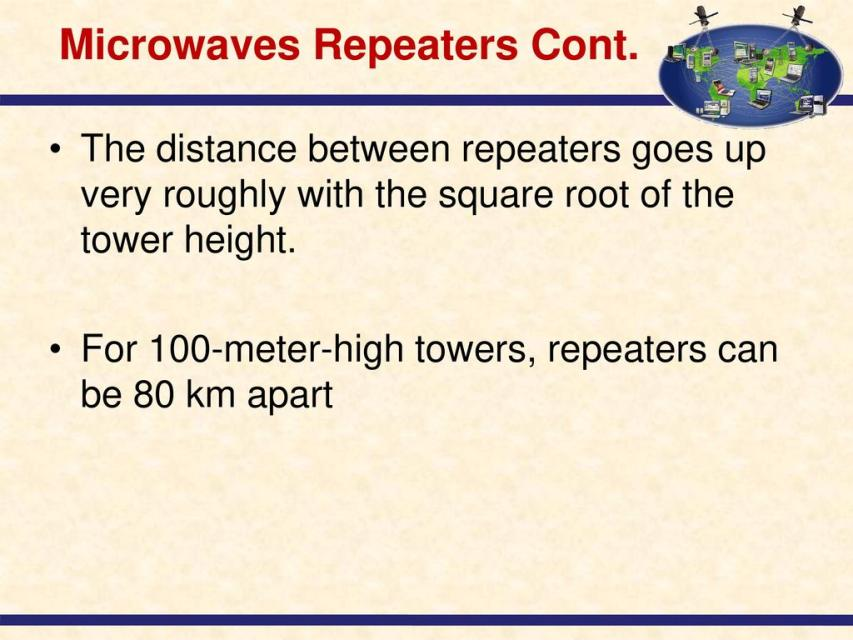 Microwaves Repeaters Cont.
• The distance between repeaters goes up
very roughly with the square root of the
tower height.
• For 100-meter-high towers, repeaters can
be 80 km apart